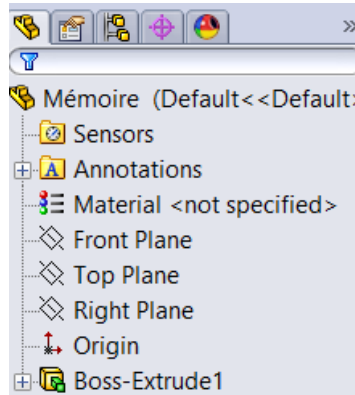 »
Mémoire (Default<<Default>
Sensors
A Annotations
Material <not specified>
Front Plane
Top Plane
Right Plane
Origin
Boss-Extrude1